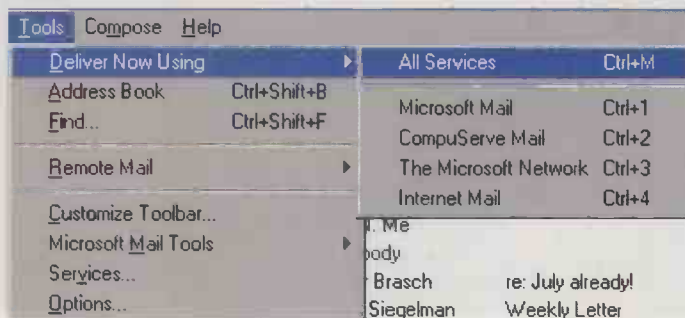 Tools Compose Help
Deliver Now Using
Address Book Ctrl+Shift+B
Find... Ctrl+Shift+F
Remote Mail
Customize Toolbar...
Microsoft Mail Tools
Services...
Options...
All Services Ctrl+M
Microsoft Mail Ctrl+1
CompuServe Mail Ctrl+2
The Microsoft Network Ctrl+3
Internet Mail Ctrl+4
Me
Brasch re: July already!
Siegelman Weekly Letter